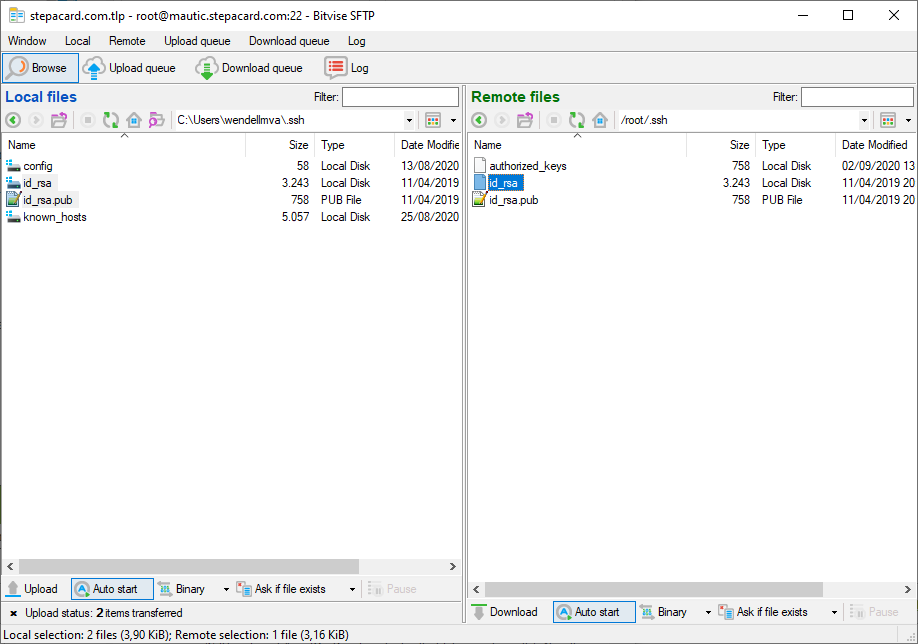 stepacard.com.tlp - root@mautic.stepacard.com:22 - Bitvise SFTP
Window Local Remote Upload queue Download queue Log
Browse Upload queue Download queue Log
Local files Filter:
C:\Users\wendellmva\.ssh
Name Size Type Date Modifie
config 58 Local Disk 13/08/2020
id_rsa 3.243 Local Disk 11/04/2019
id_rsa.pub 758 PUB File 11/04/2019
known_hosts 5.057 Local Disk 25/08/2020
Upload Auto start Binary Ask if file exists Pause
Upload status: 2 items transferred
Remote files Filter:
/root/.ssh
Name Size Type Date Modified
authorized_keys 758 Local Disk 02/09/2020 13
id_rsa 3.243 Local Disk 11/04/2019 20
id_rsa.pub 758 PUB File 11/04/2019 20
Download Auto start Binary Ask if file exists Pause
Local selection: 2 files (3,90 KiB); Remote selection: 1 file (3,16 KiB)